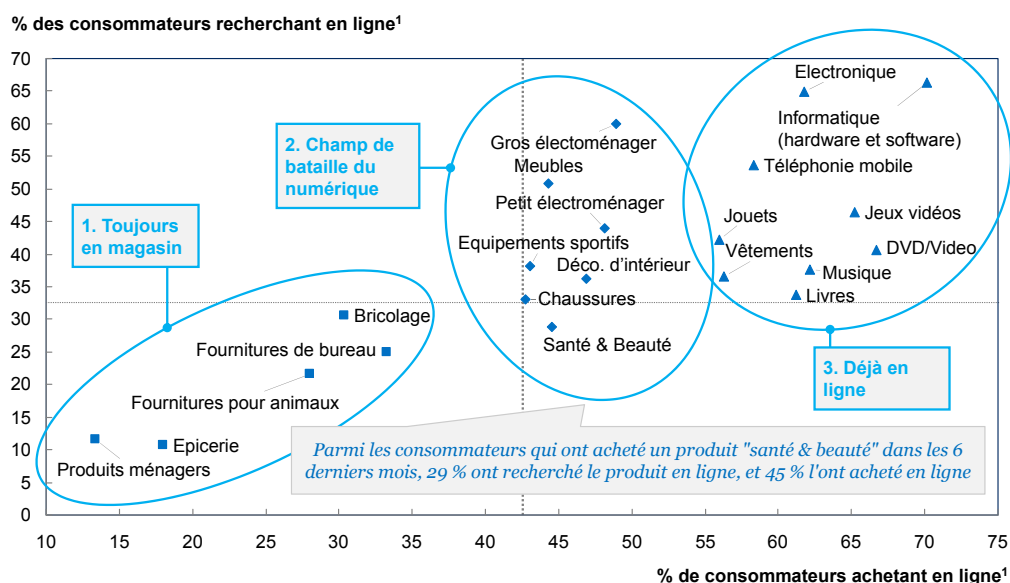 % des consommateurs recherchant en ligne¹
70
65
60
55
50
45
40
35
30
25
20
15
10
5
0
1. Toujours
en magasin
2. Champ de
bataille du
numérique
3. Déjà en
ligne
Electronique
Informatique
(hardware et software)
Téléphonie mobile
Jeux vidéos
DVD/Video
Jouets
Vêtements
Musique
Livres
Gros électoménager
Meubles
Petit électroménager
Equipements sportifs
Déco. d'intérieur
Chaussures
Santé & Beauté
Bricolage
Fournitures de bureau
Fournitures pour animaux
Epicerie
Produits ménagers
Parmi les consommateurs qui ont acheté un produit "santé & beauté" dans les 6
derniers mois, 29 % ont recherché le produit en ligne, et 45 % l'ont acheté en ligne
10 15 20 25 30 35 40 45 50 55 60 65 70 75
% de consommateurs achetant en ligne¹